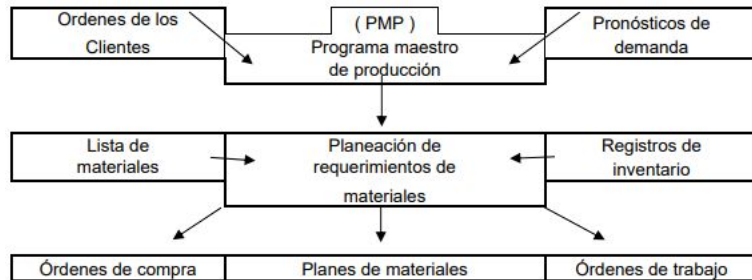 Ordenes de los
Clientes
( PMP )
Programa maestro
de producción
Pronósticos de
demanda
Lista de
materiales
Planeación de
requerimientos de
materiales
Registros de
inventario
Órdenes de compra
Planes de materiales
Órdenes de trabajo